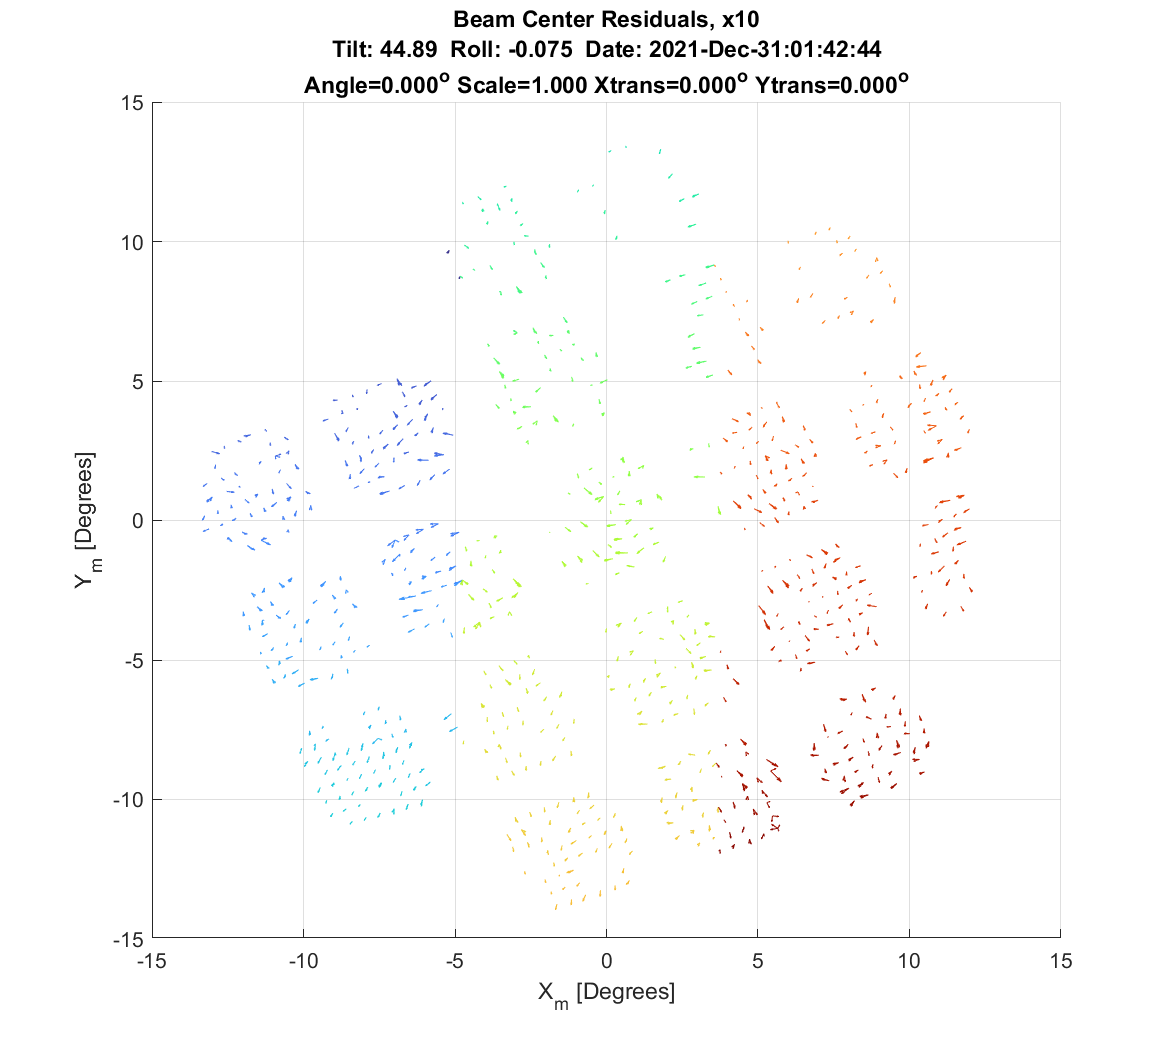 Beam Center Residuals, x10
Tilt: 44.89 Roll: -0.075 Date: 2021-Dec-31:01:42:44
Angle=0.000° Scale=1.000 Xtrans=0.000° Ytrans=0.000°
15
10
5
0
-5
-10
-15
Y_m [Degrees]
-15 -10 -5 0 5 10 15
X_m [Degrees]